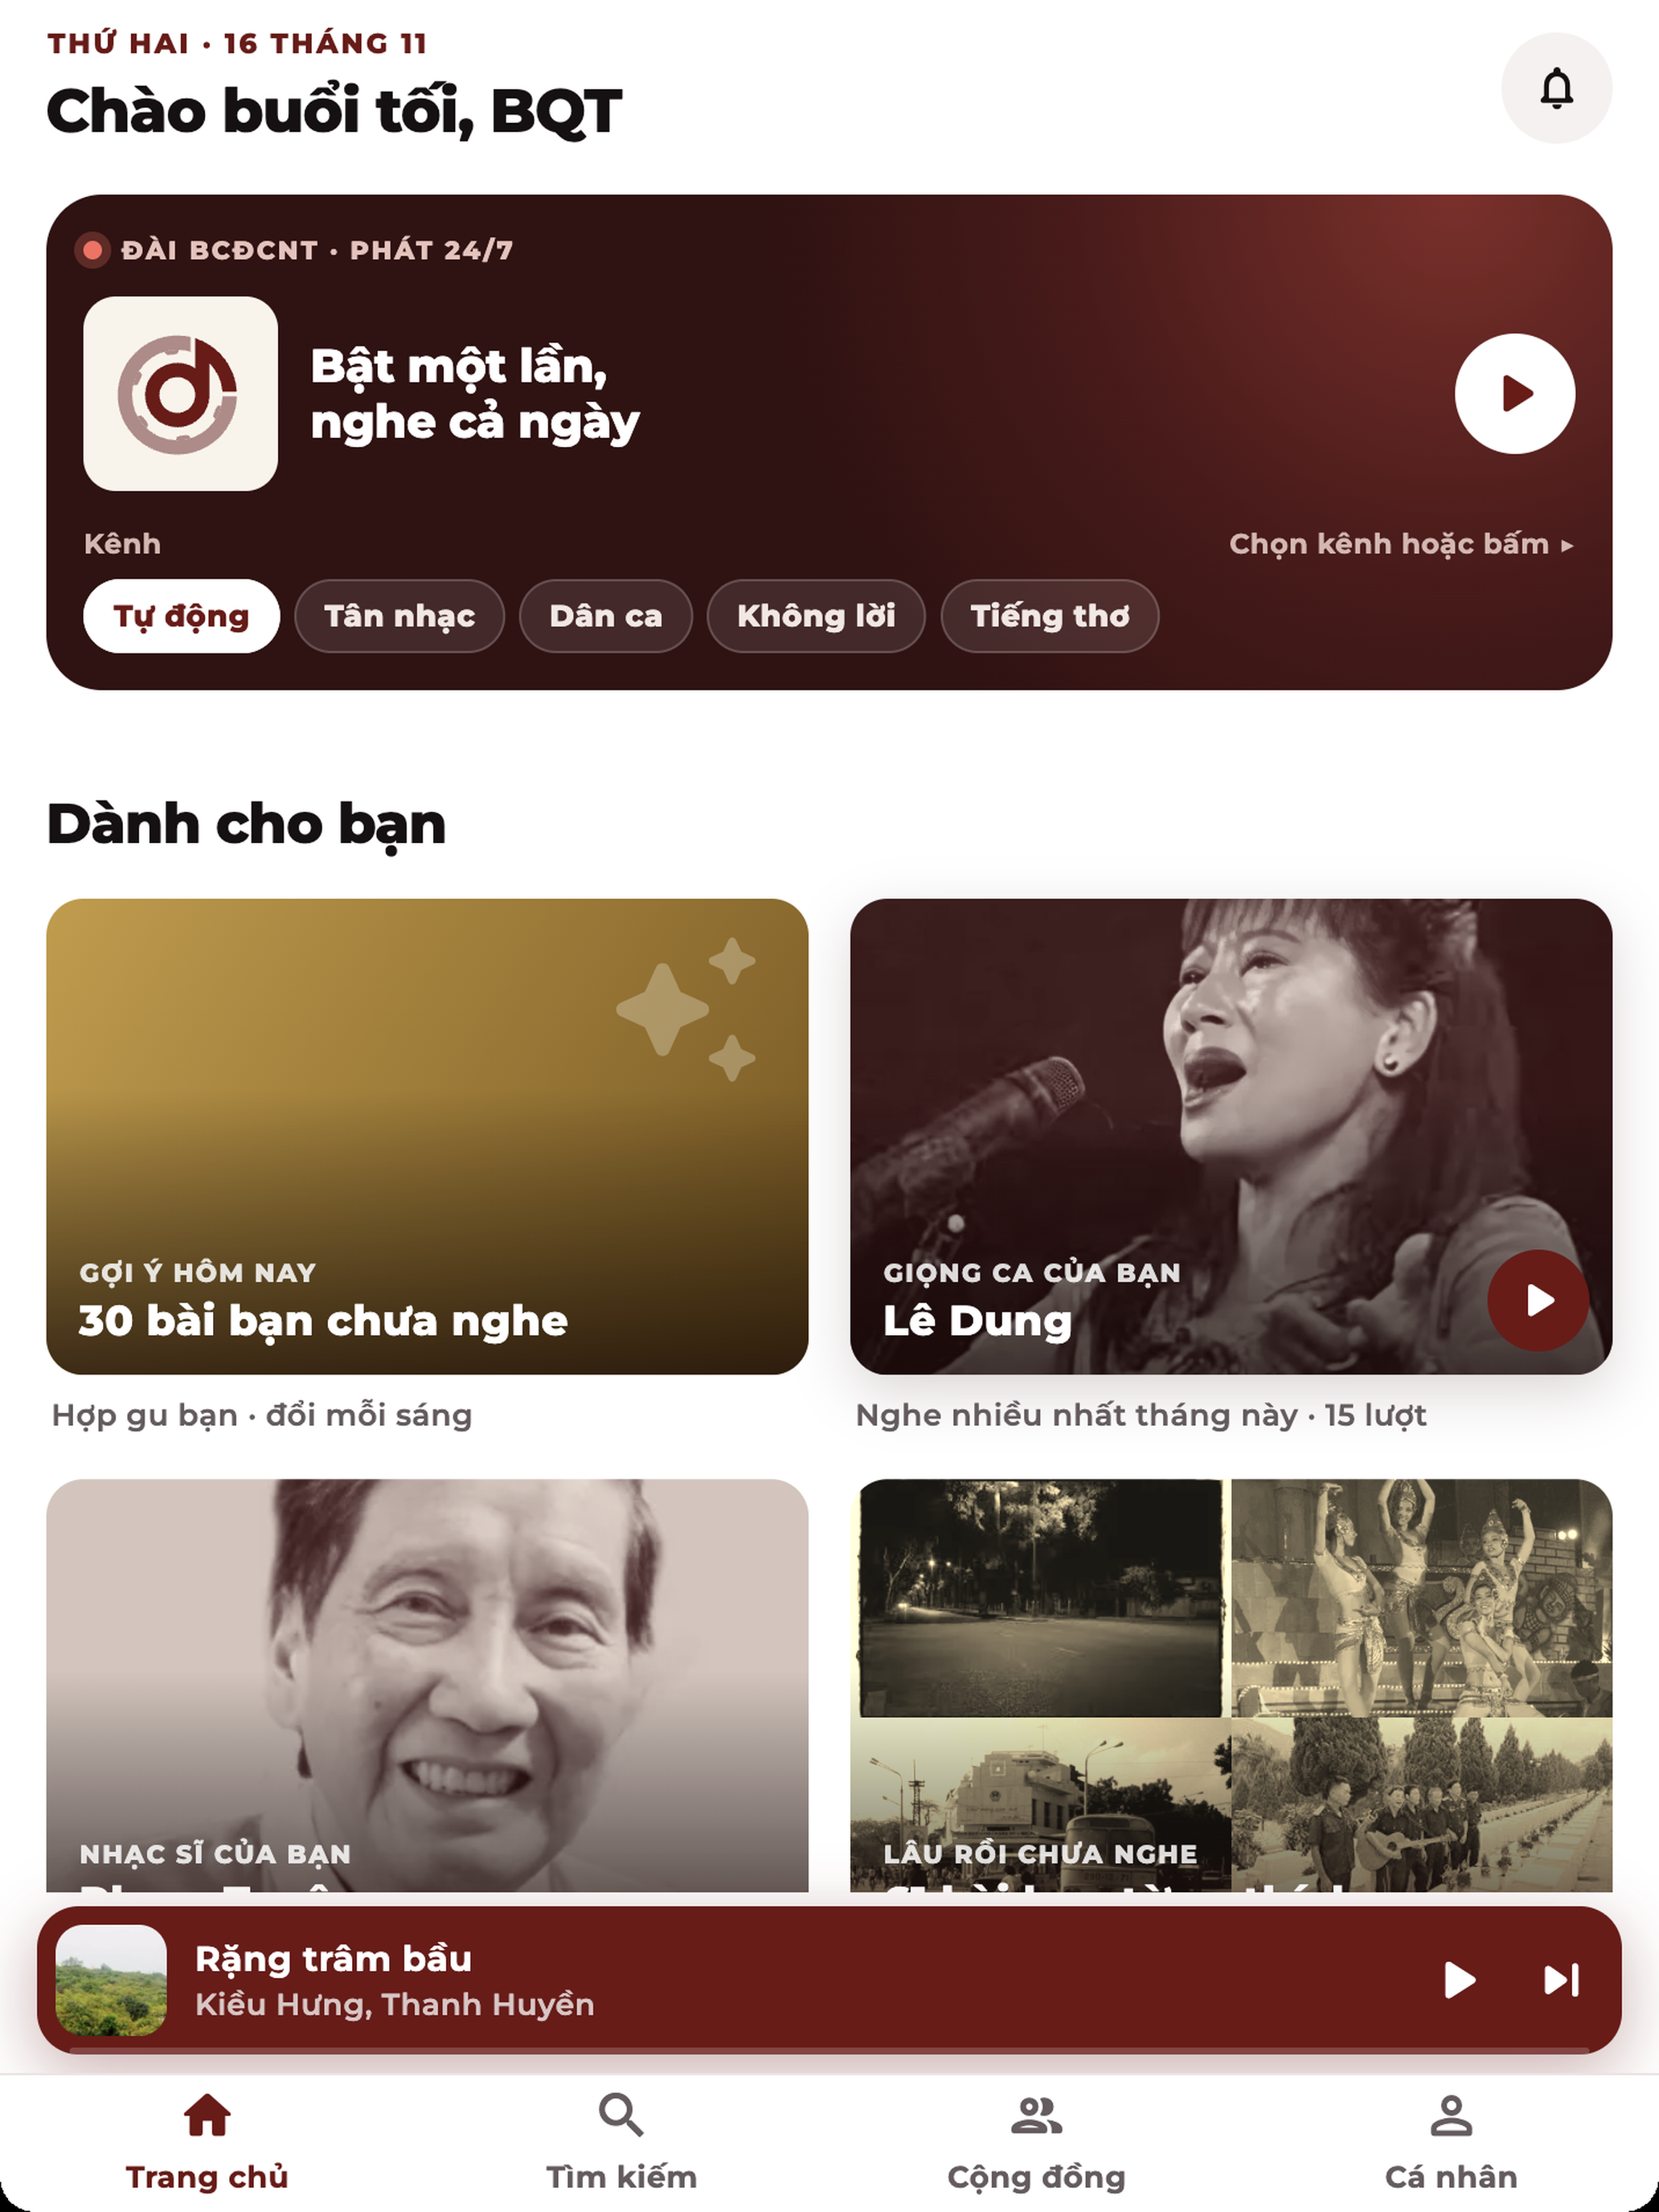 THỨ HAI · 16 THÁNG 11
Chào buổi tối, BQT
ĐÀI BCĐCNT · PHÁT 24/7
Bật một lần,
nghe cả ngày
Kênh
Chọn kênh hoặc bấm ▸
Tự động
Tân nhạc
Dân ca
Không lời
Tiếng thơ
Dành cho bạn
GỢI Ý HÔM NAY
30 bài bạn chưa nghe
Hợp gu bạn · đổi mỗi sáng
GIỌNG CA CỦA BẠN
Lê Dung
Nghe nhiều nhất tháng này · 15 lượt
NHẠC SĨ CỦA BẠN
LÂU RỒI CHƯA NGHE
Rặng trâm bầu
Kiều Hưng, Thanh Huyền
Trang chủ
Tìm kiếm
Cộng đồng
Cá nhân